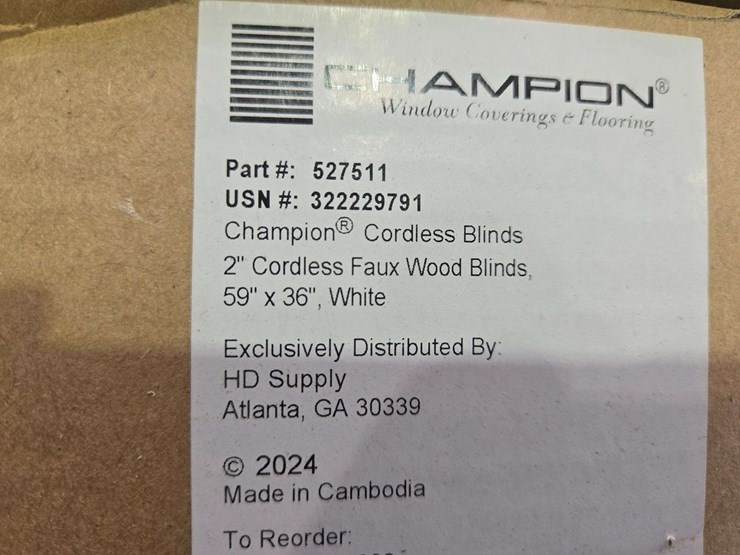 CHAMPION®
Window Coverings & Flooring
Part #: 527511
USN #: 322229791
Champion® Cordless Blinds
2" Cordless Faux Wood Blinds,
59" x 36", White
Exclusively Distributed By:
HD Supply
Atlanta, GA 30339
© 2024
Made in Cambodia
To Reorder: